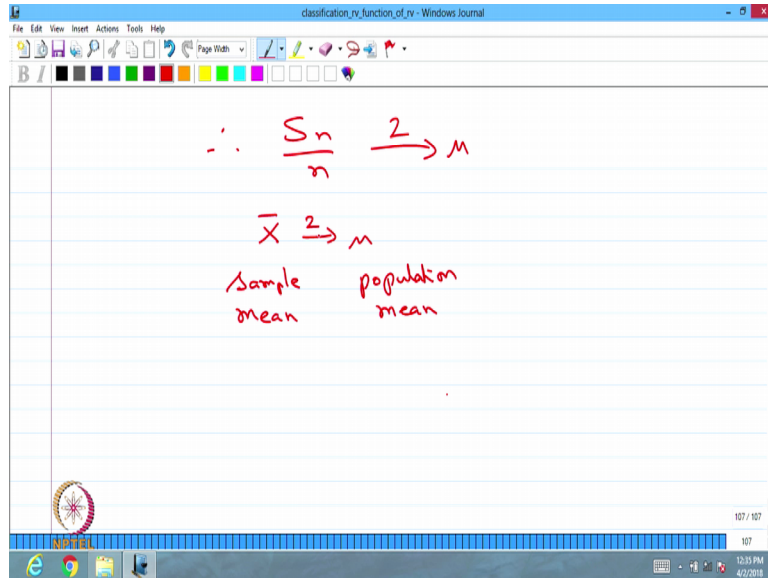 classification_rv_function_of_rv - Windows Journal
File Edit View Insert Actions Tools Help
Page Width
B I
∴ Sn/n 2→ μ
X̄ 2→ μ
sample population
mean mean
107 / 107
NPTEL
107
12:35 PM
4/2/2018